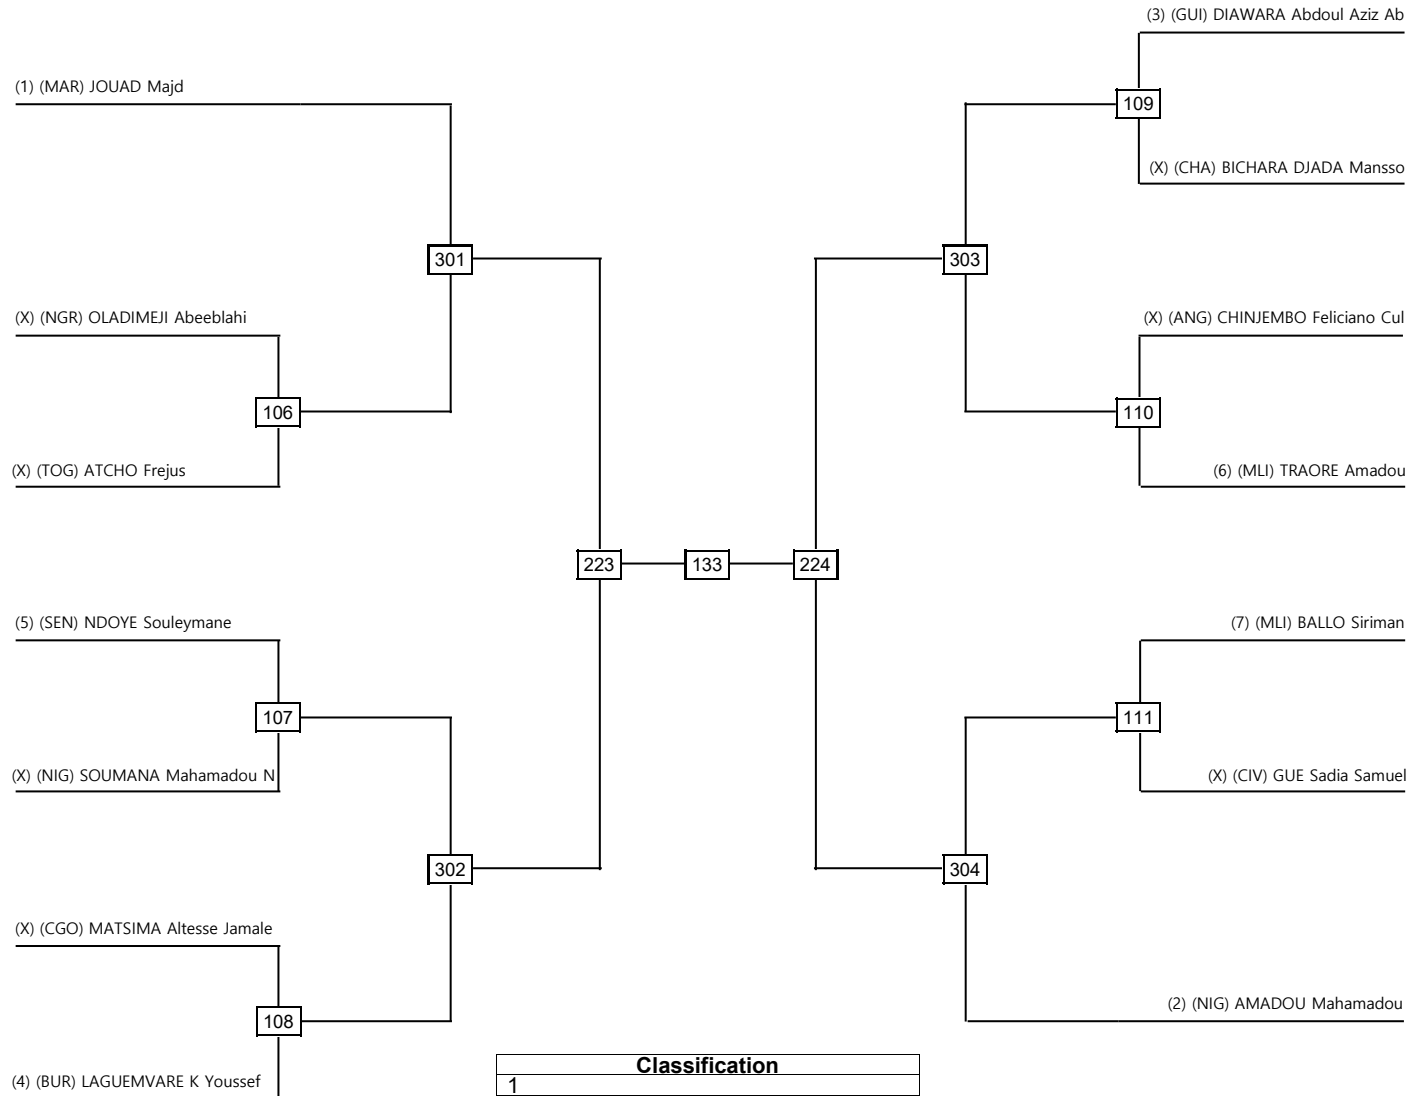 (3) (GUI) DIAWARA Abdoul Aziz Ab
(1) (MAR) JOUAD Majd
109
(X) (CHA) BICHARA DJADA Mansso
301
303
(X) (NGR) OLADIMEJI Abeeblahi
(X) (ANG) CHINJEMBO Feliciano Cul
106
110
(X) (TOG) ATCHO Frejus
(6) (MLI) TRAORE Amadou
223
133
224
(5) (SEN) NDOYE Souleymane
(7) (MLI) BALLO Siriman
107
111
(X) (NIG) SOUMANA Mahamadou N
(X) (CIV) GUE Sadia Samuel
302
304
(X) (CGO) MATSIMA Altesse Jamale
(2) (NIG) AMADOU Mahamadou
108
Classification
(4) (BUR) LAGUEMVARE K Youssef
1